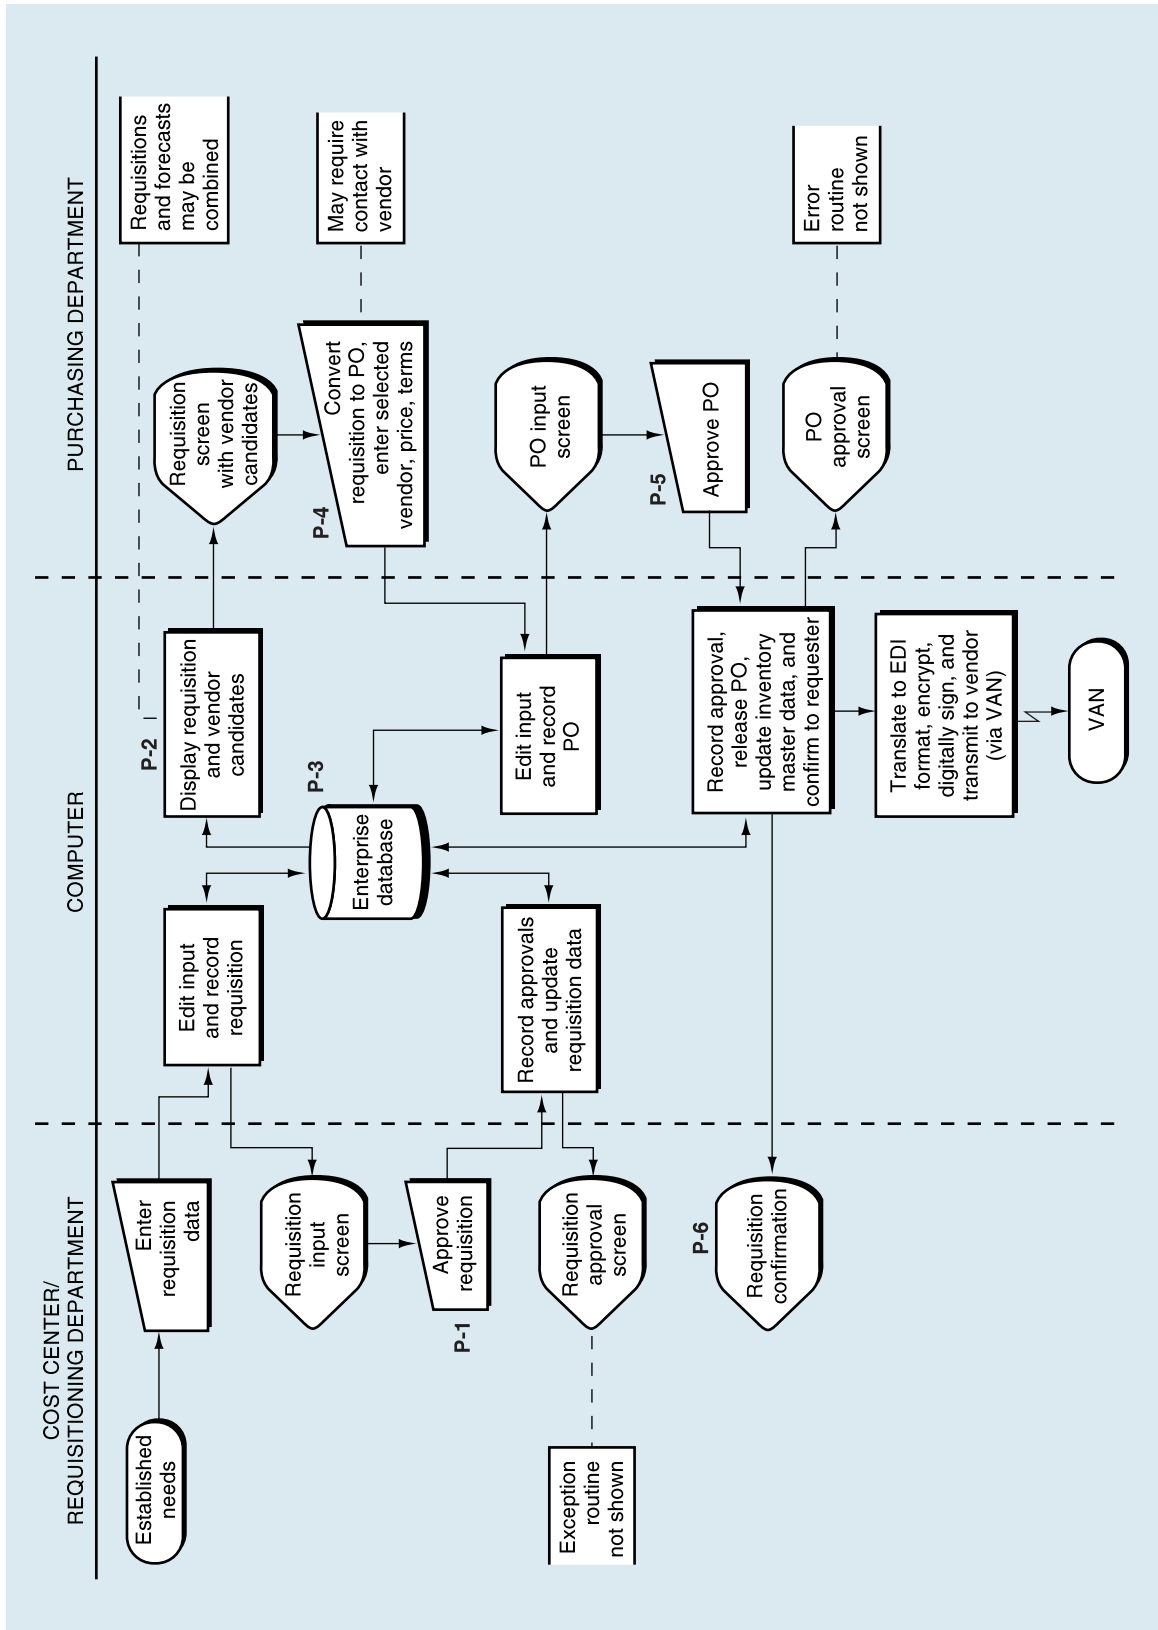 COST CENTER/
REQUISITIONING DEPARTMENT
COMPUTER
PURCHASING DEPARTMENT
Established
needs
Enter
requisition
data
Edit input
and record
requisition
P-2
Display requisition
and vendor
candidates
Requisition
screen
with vendor
candidates
Requisitions
and forecasts
may be
combined
Requisition
input
screen
P-3
Enterprise
database
P-4
Convert
requisition to PO,
enter selected
vendor, price, terms
May require
contact with
vendor
P-1
Approve
requisition
Record approvals
and update
requisition data
Edit input
and record
PO
PO input
screen
Exception
routine
not shown
Requisition
approval
screen
P-5
Approve PO
P-6
Requisition
confirmation
Record approval,
release PO,
update inventory
master data, and
confirm to requester
PO
approval
screen
Error
routine
not shown
Translate to EDI
format, encrypt,
digitally sign, and
transmit to vendor
(via VAN)
VAN